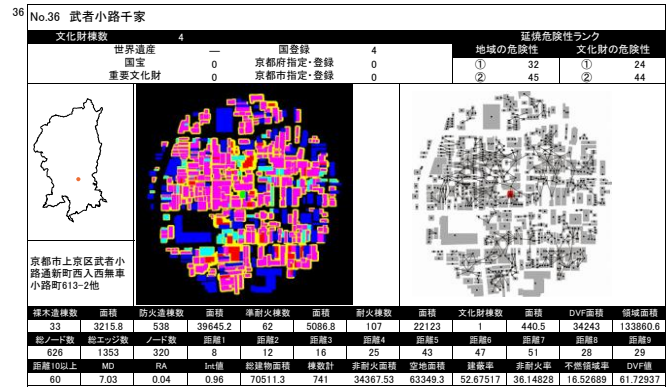 36
No.36 武者小路千家
文化財棟数 4 延焼危険性ランク
世界遺産 ― 国登録 4 地域の危険性 文化財の危険性
国宝 0 京都府指定・登録 0 ① 32 ① 24
重要文化財 0 京都市指定・登録 0 ② 45 ② 44
京都市上京区武者小
路通新町西入西無車
小路町613-2他
裸木造棟数 面積 防火造棟数 面積 準耐火棟数 面積 耐火棟数 面積 文化財棟数 面積 DVF面積 領域面積
33 3215.8 538 39645.2 62 5086.8 107 22123 1 440.5 34243 133860.6
総ノード数 総エッジ数 ノード数 距離1 距離2 距離3 距離4 距離5 距離6 距離7 距離8 距離9
626 1353 320 8 12 16 25 43 47 51 28 29
距離10以上 MD RA Int値 総建物面積 棟数計 非耐火面積 空地面積 建蔽率 非耐火率 不燃領域率 DVF値
60 7.03 0.04 0.96 70511.3 741 34367.53 63349.3 52.67517 36.14828 16.52689 61.72937